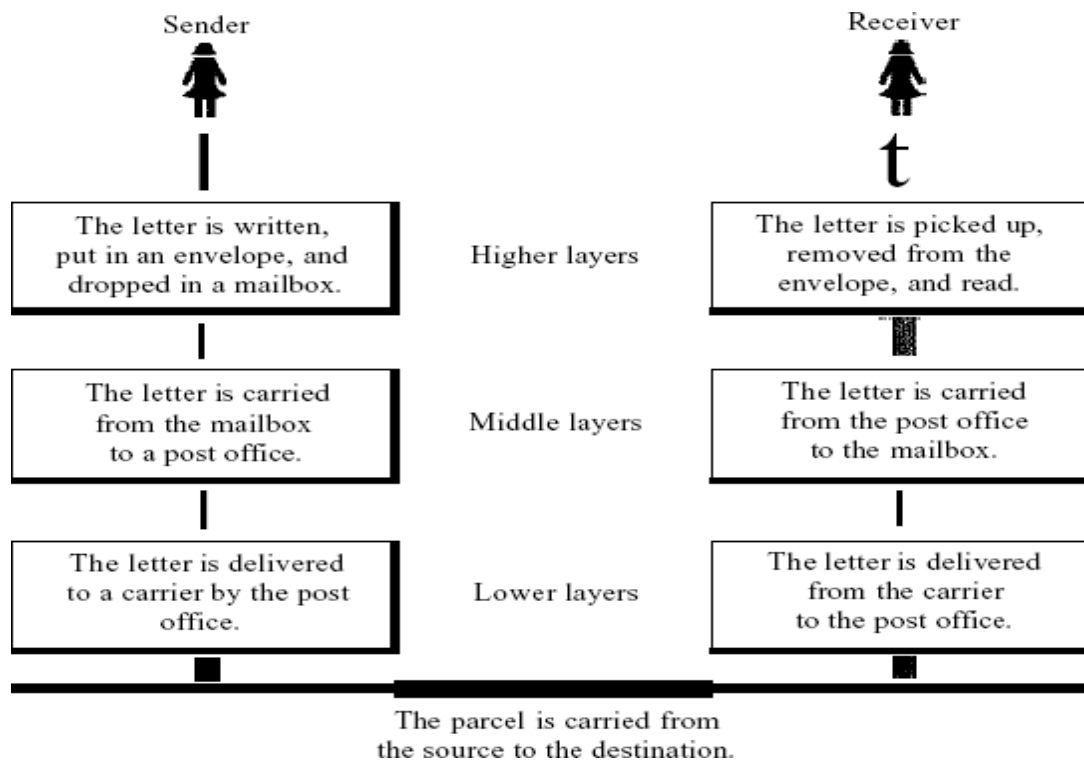 Sender
Receiver
t
The letter is written,
put in an envelope, and
dropped in a mailbox.
Higher layers
The letter is picked up,
removed from the
envelope, and read.
The letter is carried
from the mailbox
to a post office.
Middle layers
The letter is carried
from the post office
to the mailbox.
The letter is delivered
to a carrier by the post
office.
Lower layers
The letter is delivered
from the carrier
to the post office.
The parcel is carried from
the source to the destination.